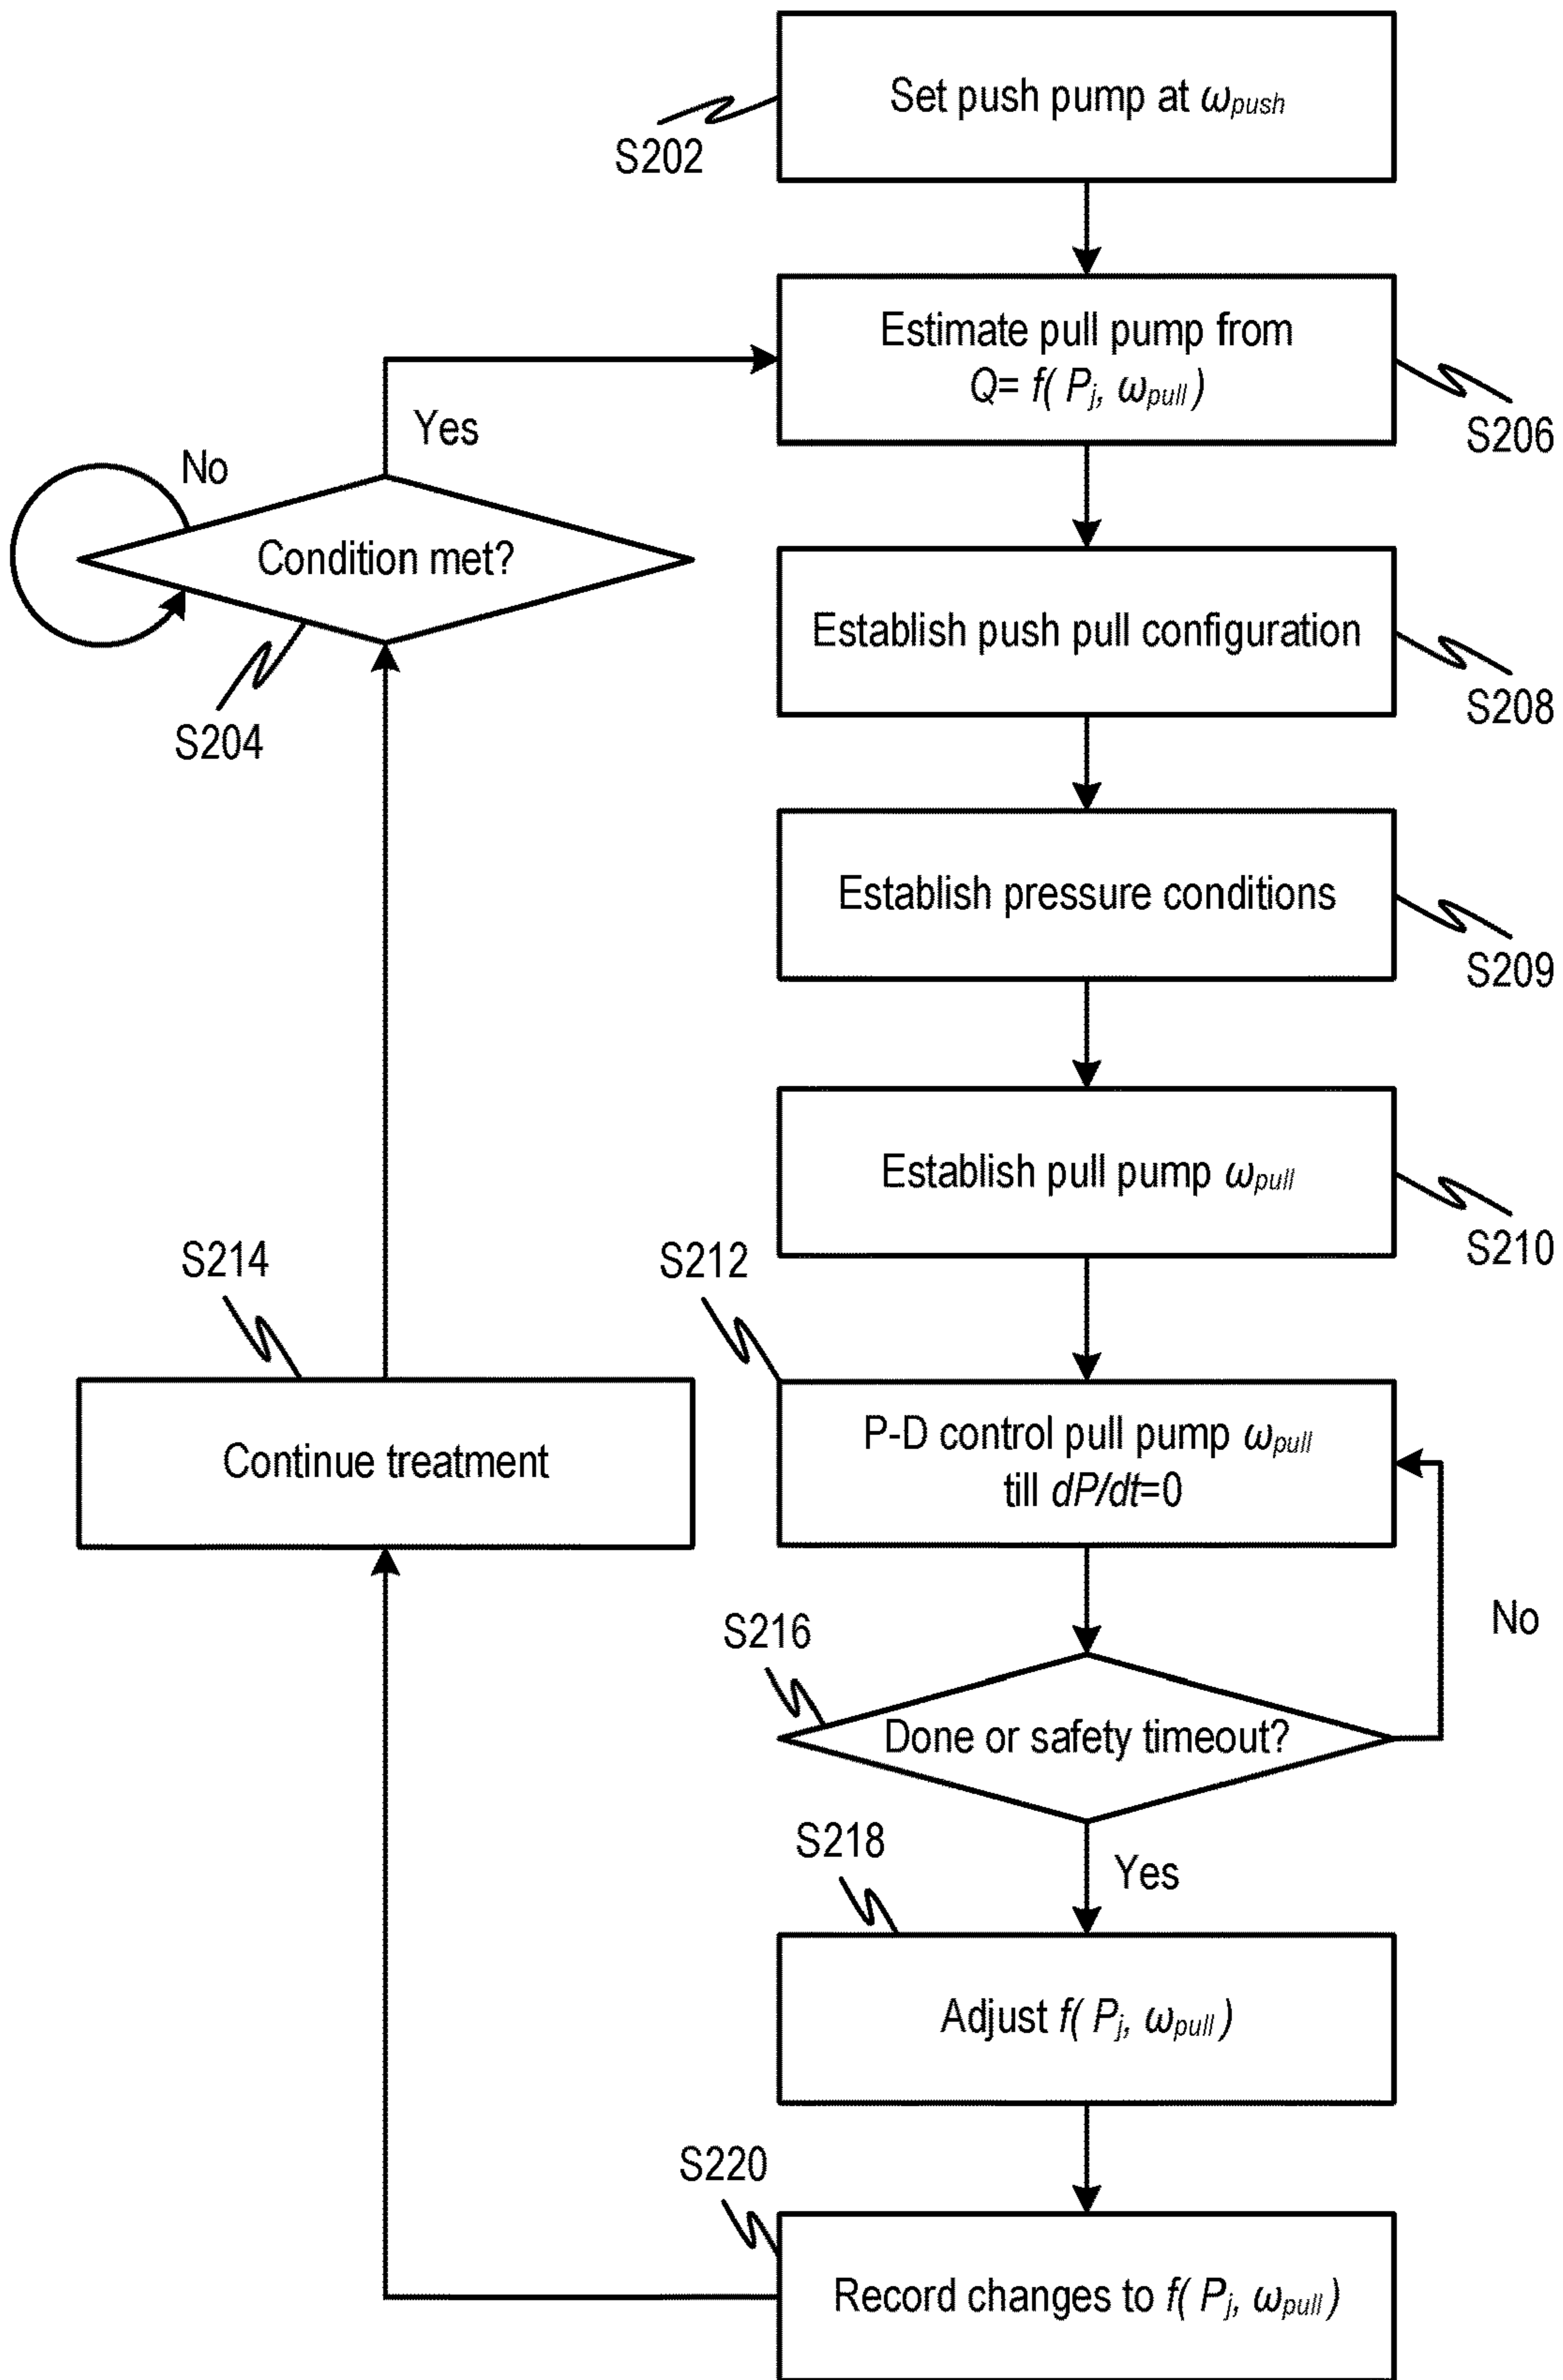 Set push pump at ωpush
S202
Estimate pull pump from
Q= f( Pj, ωpull )
S206
Yes
No
Condition met?
S204
Establish push pull configuration
S208
Establish pressure conditions
S209
Establish pull pump ωpull
S210
S214
S212
Continue treatment
P-D control pull pump ωpull
till dP/dt=0
No
S216
Done or safety timeout?
Yes
S218
Adjust f( Pj, ωpull )
S220
Record changes to f( Pj, ωpull )